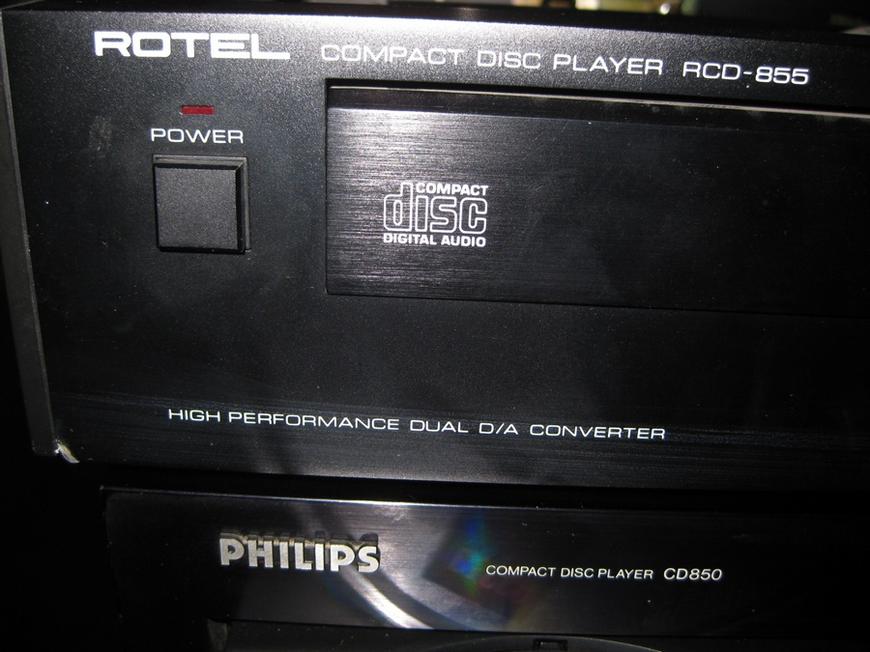 ROTEL COMPACT DISC PLAYER RCD-855
POWER
COMPACT
disc
DIGITAL AUDIO
HIGH PERFORMANCE DUAL D/A CONVERTER
PHILIPS COMPACT DISC PLAYER CD850